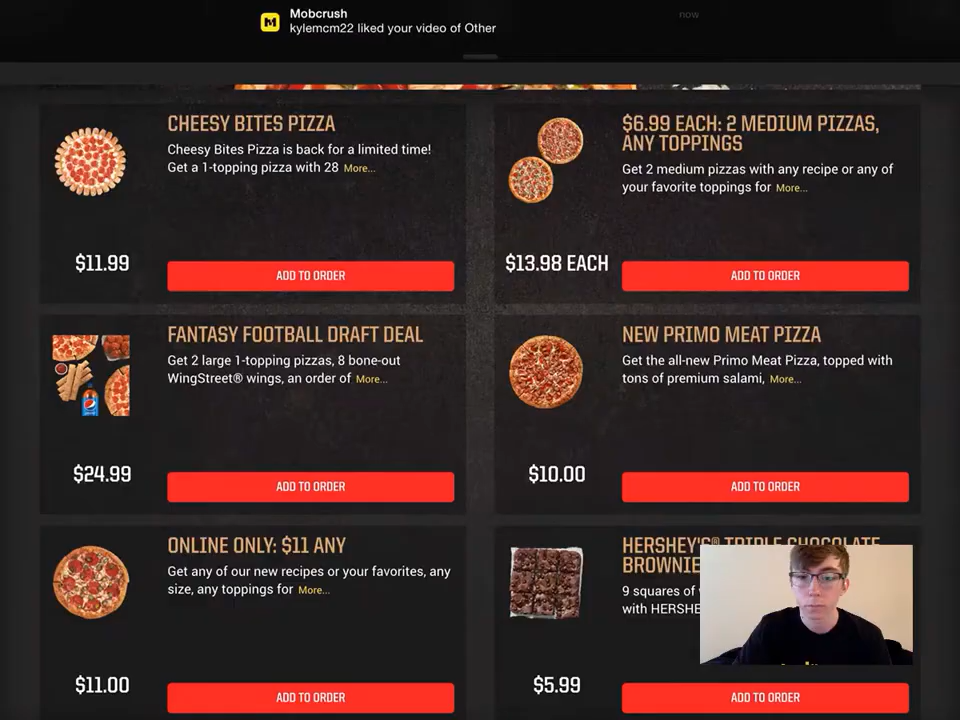 Mobcrush
now
kylemcm22 liked your video of Other
CHEESY BITES PIZZA
Cheesy Bites Pizza is back for a limited time!
Get a 1-topping pizza with 28 More...
$11.99
ADD TO ORDER
$6.99 EACH: 2 MEDIUM PIZZAS,
ANY TOPPINGS
Get 2 medium pizzas with any recipe or any of
your favorite toppings for More...
$13.98 EACH
ADD TO ORDER
FANTASY FOOTBALL DRAFT DEAL
Get 2 large 1-topping pizzas, 8 bone-out
WingStreet® wings, an order of More...
$24.99
ADD TO ORDER
NEW PRIMO MEAT PIZZA
Get the all-new Primo Meat Pizza, topped with
tons of premium salami, More...
$10.00
ADD TO ORDER
ONLINE ONLY: $11 ANY
Get any of our new recipes or your favorites, any
size, any toppings for More...
$11.00
ADD TO ORDER
HERSHEY'S® TRIPLE CHOCOLATE
BROWNIE
9 squares of
with HERSHE
$5.99
ADD TO ORDER